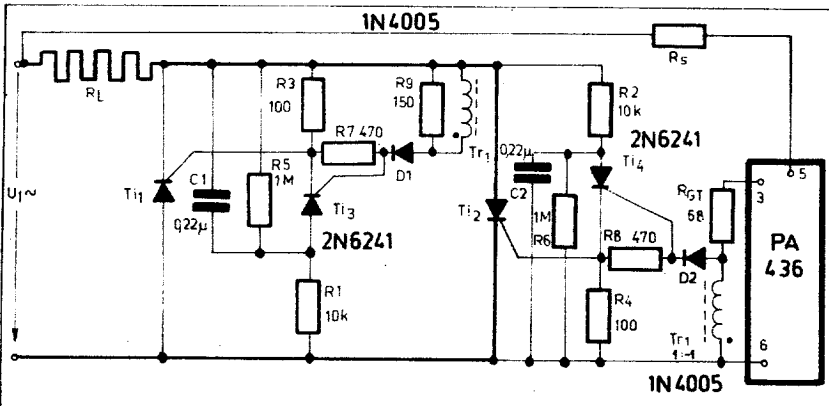 1N4005
RL
Rs
R3
100
R9
150
R2
10k
R7 470
2N6241
Tr1
0,22µ
Ti4
R5
1M
D1
C1
Ti1
Ti3
C2
Ti2
1M
R6
RGT
68
3
5
U1~
0,22µ
2N6241
R8 470
D2
PA
436
R1
10k
R4
100
Tr1
1:1
6
1N4005